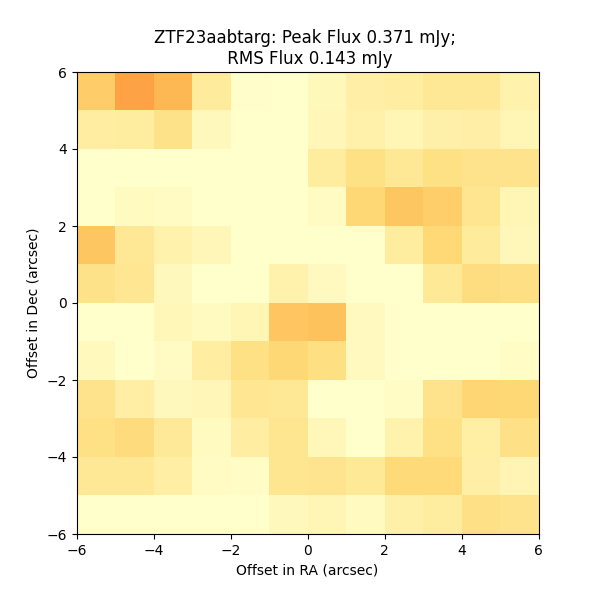 ZTF23aabtarg: Peak Flux 0.371 mJy;
RMS Flux 0.143 mJy
6
4
2
0
−2
−4
−6
Offset in Dec (arcsec)
−6 −4 −2 0 2 4 6
Offset in RA (arcsec)